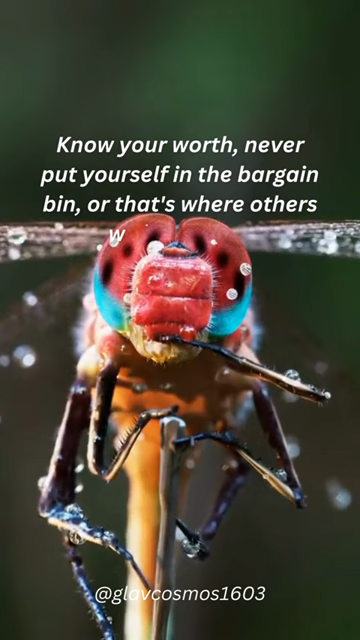 Know your worth, never
put yourself in the bargain
bin, or that's where others
w
@glavcosmos1603